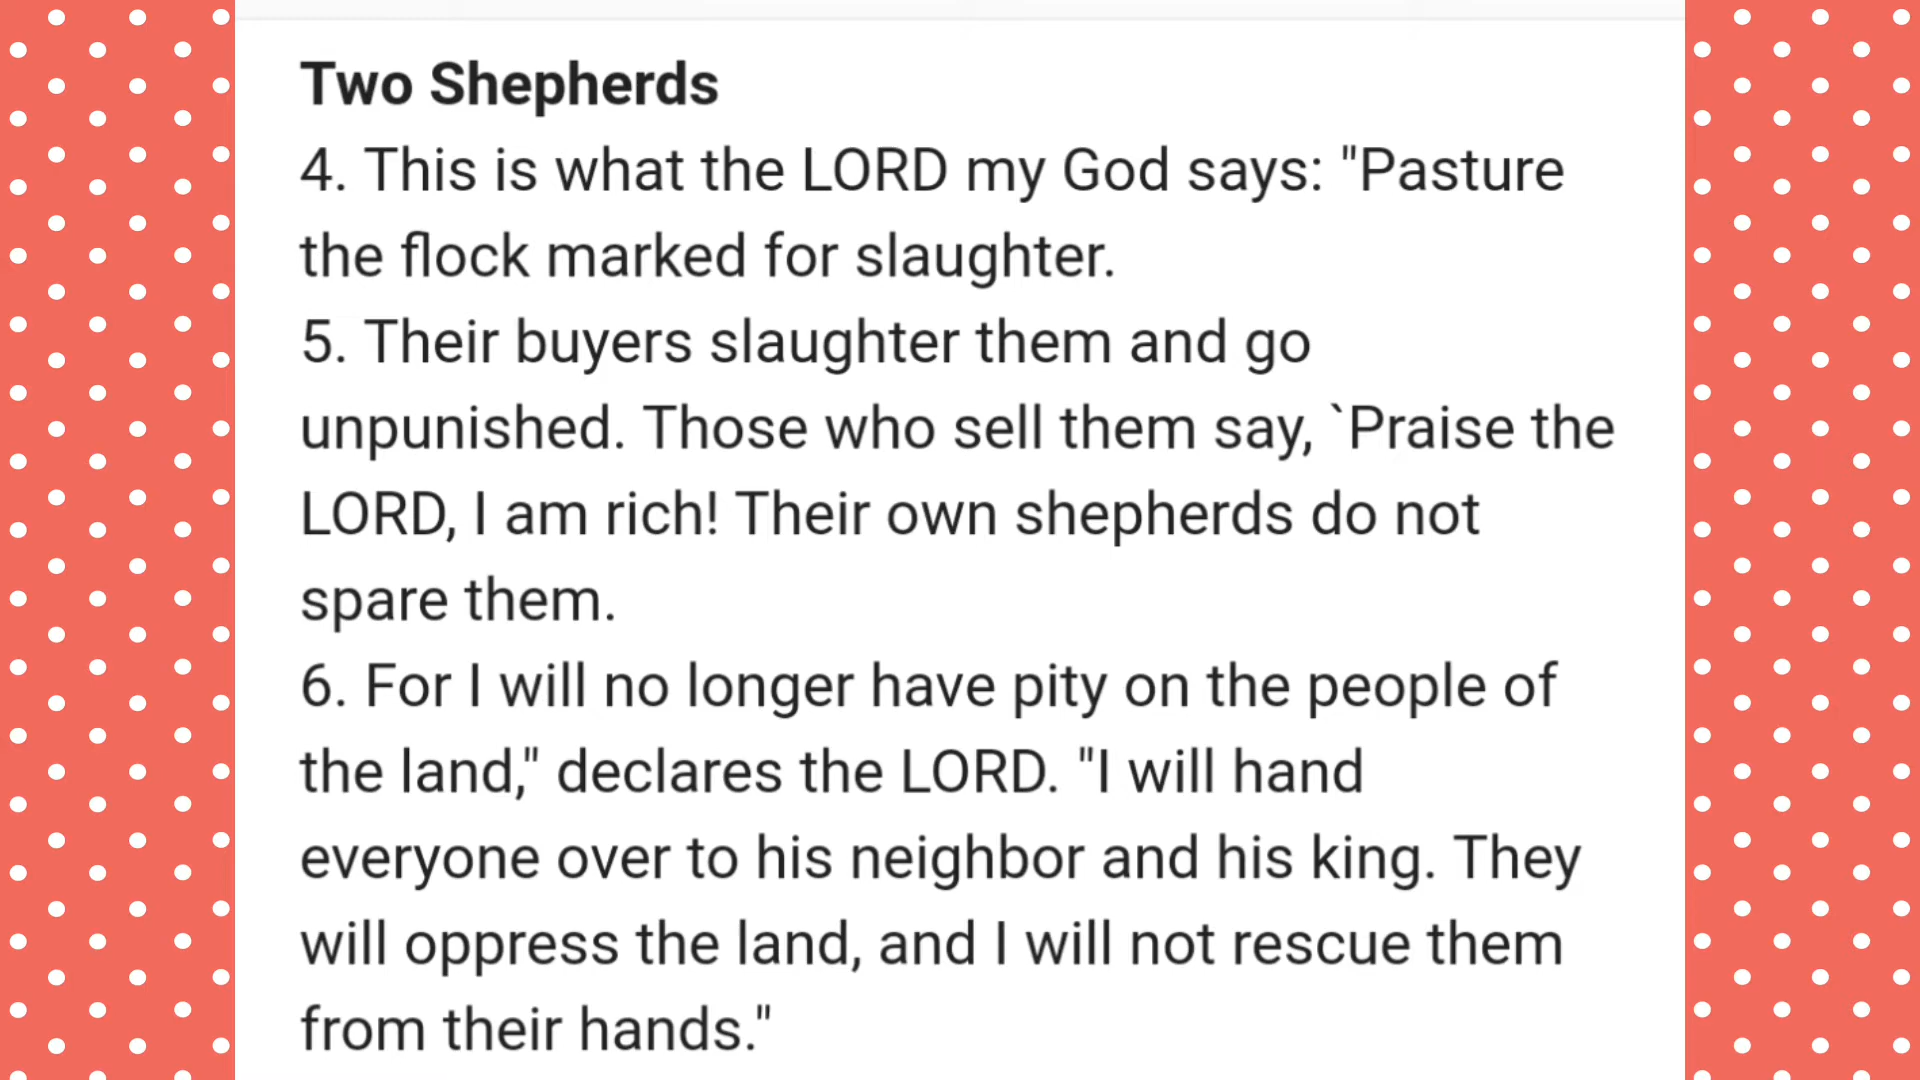 Two Shepherds
4. This is what the LORD my God says: "Pasture
the flock marked for slaughter.
5. Their buyers slaughter them and go
unpunished. Those who sell them say, `Praise the
LORD, I am rich! Their own shepherds do not
spare them.
6. For I will no longer have pity on the people of
the land," declares the LORD. "I will hand
everyone over to his neighbor and his king. They
will oppress the land, and I will not rescue them
from their hands."